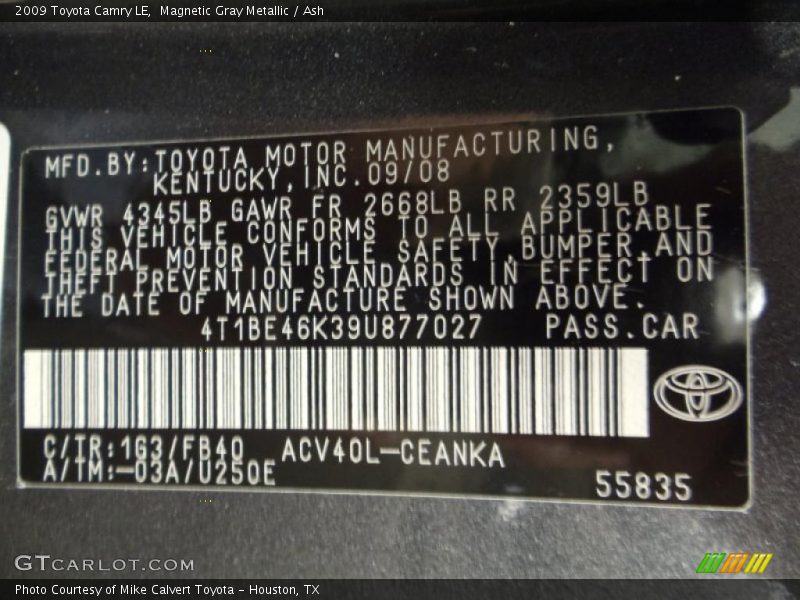 2009 Toyota Camry LE, Magnetic Gray Metallic / Ash
MFD.BY:TOYOTA MOTOR MANUFACTURING,
KENTUCKY,INC.09/08
GVWR 4345LB GAWR FR 2668LB RR 2359LB
THIS VEHICLE CONFORMS TO ALL APPLICABLE
FEDERAL MOTOR VEHICLE SAFETY,BUMPER,AND
THEFT PREVENTION STANDARDS IN EFFECT ON
THE DATE OF MANUFACTURE SHOWN ABOVE.
4T1BE46K39U877027 PASS.CAR
C/TR:1G3/FB40 ACV40L-CEANKA
A/TM:-03A/U250E
55835
GTCARLOT.COM
Photo Courtesy of Mike Calvert Toyota - Houston, TX